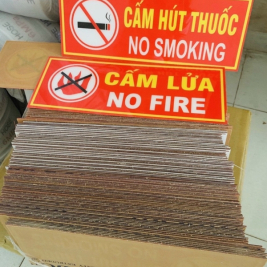 CẤM HÚT THUỐC
NO SMOKING
CẤM LỬA
NO FIRE